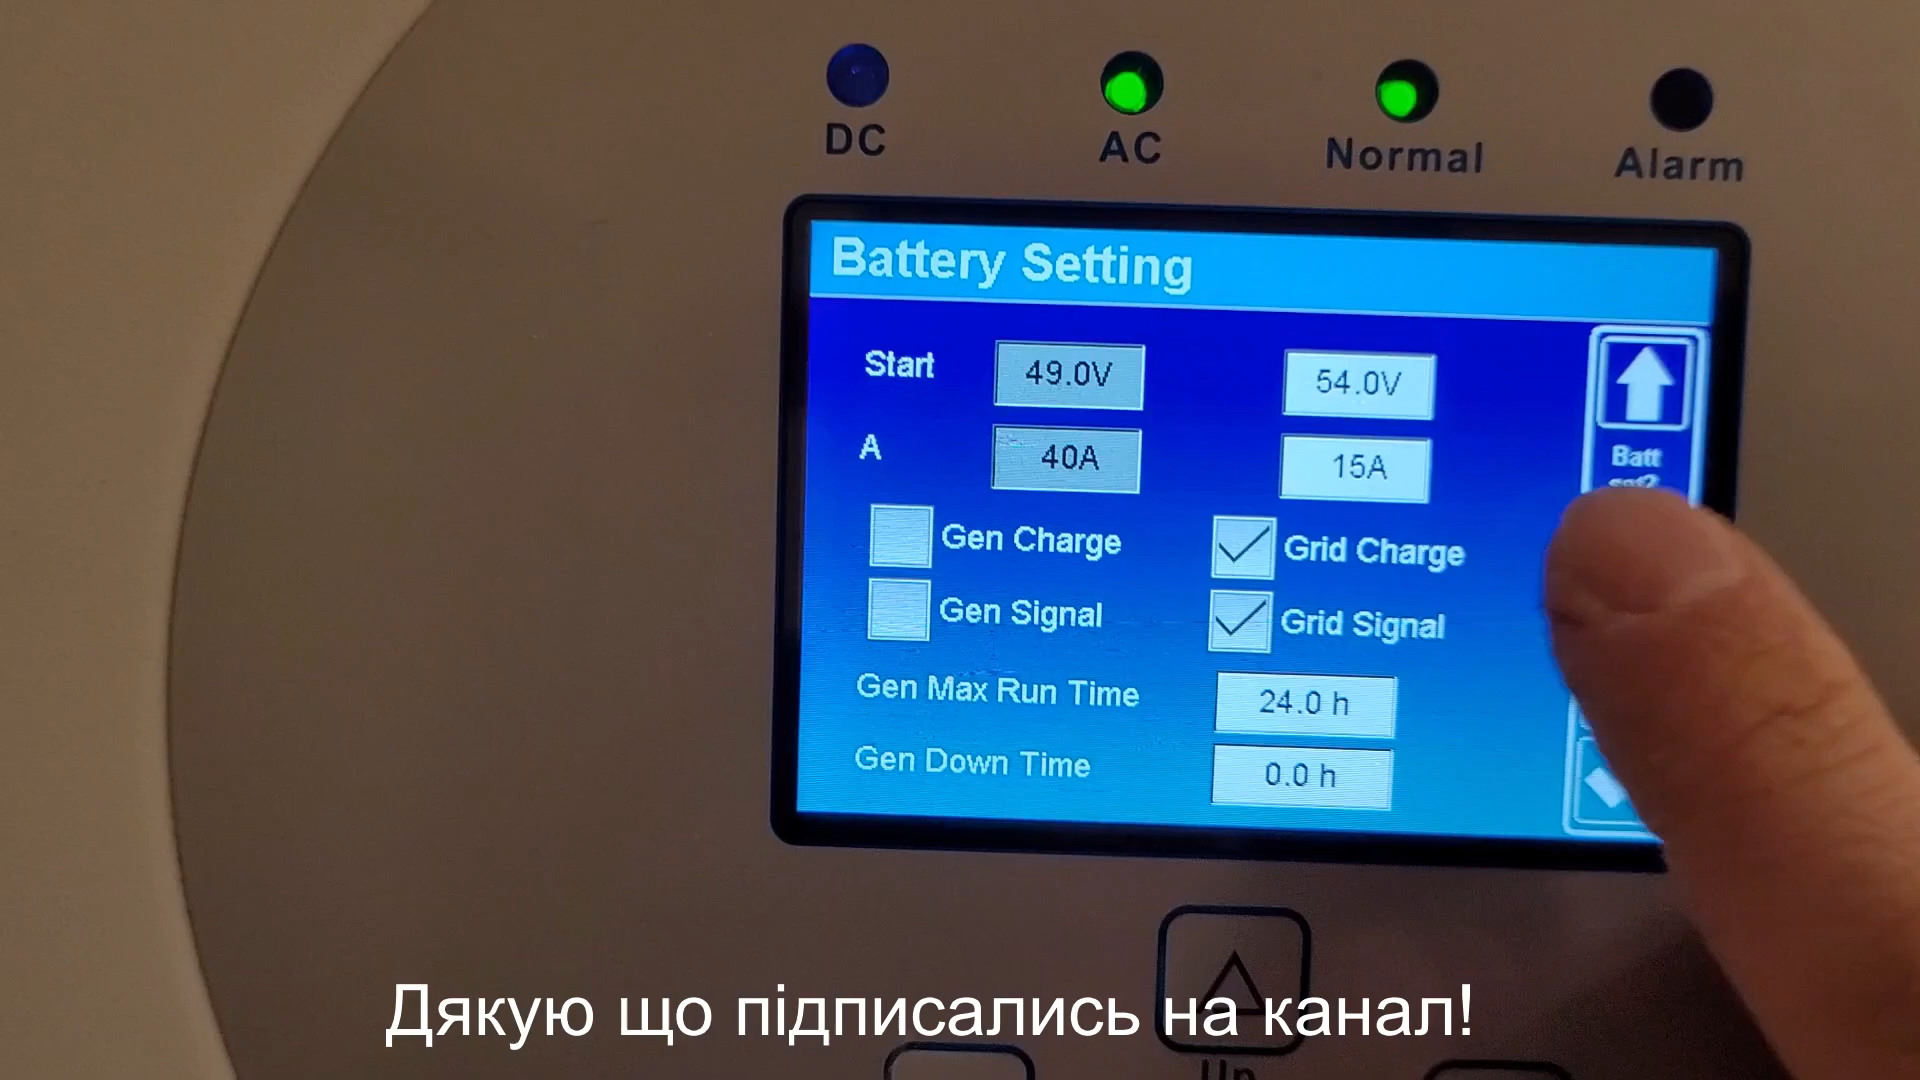 DC AC Normal Alarm
Battery Setting
Start 49.0V 54.0V
A 40A 15A
Batt
set2
Gen Charge Grid Charge
Gen Signal Grid Signal
Gen Max Run Time 24.0 h
Gen Down Time 0.0 h
Дякую що підписались на канал!
Up